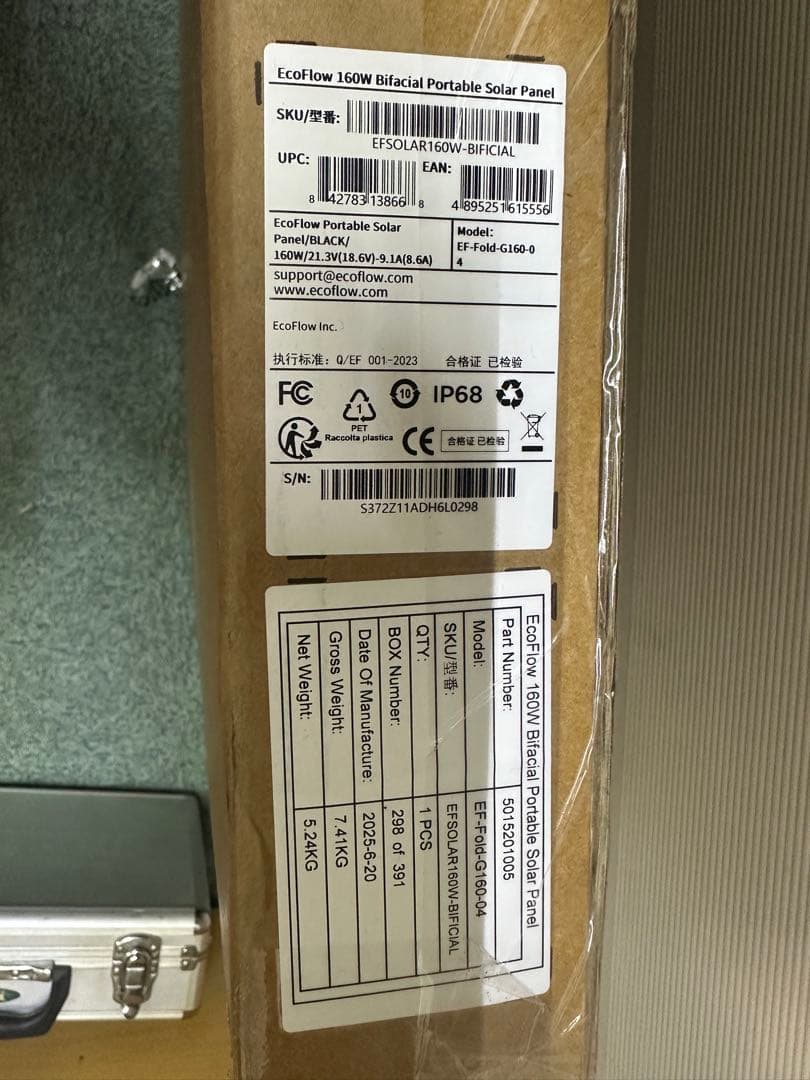 EcoFlow 160W Bifacial Portable Solar Panel
SKU/型番:
EFSOLAR160W-BIFICIAL
UPC:
8 42783 13866 8
EAN:
4 895251 615556
EcoFlow Portable Solar
Panel/BLACK/
160W/21.3V(18.6V)-9.1A(8.6A)
Model:
EF-Fold-G160-0
4
support@ecoflow.com
www.ecoflow.com
EcoFlow Inc.
执行标准: Q/EF 001-2023 合格证 已检验
FC 1 PET 10 IP68
Raccolta plastica CE 合格证 已检验
S/N:
S372Z11ADH6L0298
EcoFlow 160W Bifacial Portable Solar Panel
Part Number: 5015201005
Model: EF-Fold-G160-04
SKU/型番: EFSOLAR160W-BIFICIAL
QTY: 1 PCS
BOX Number: 298 of 391
Date Of Manufacture: 2025-6-20
Gross Weight: 7.41KG
Net Weight: 5.24KG